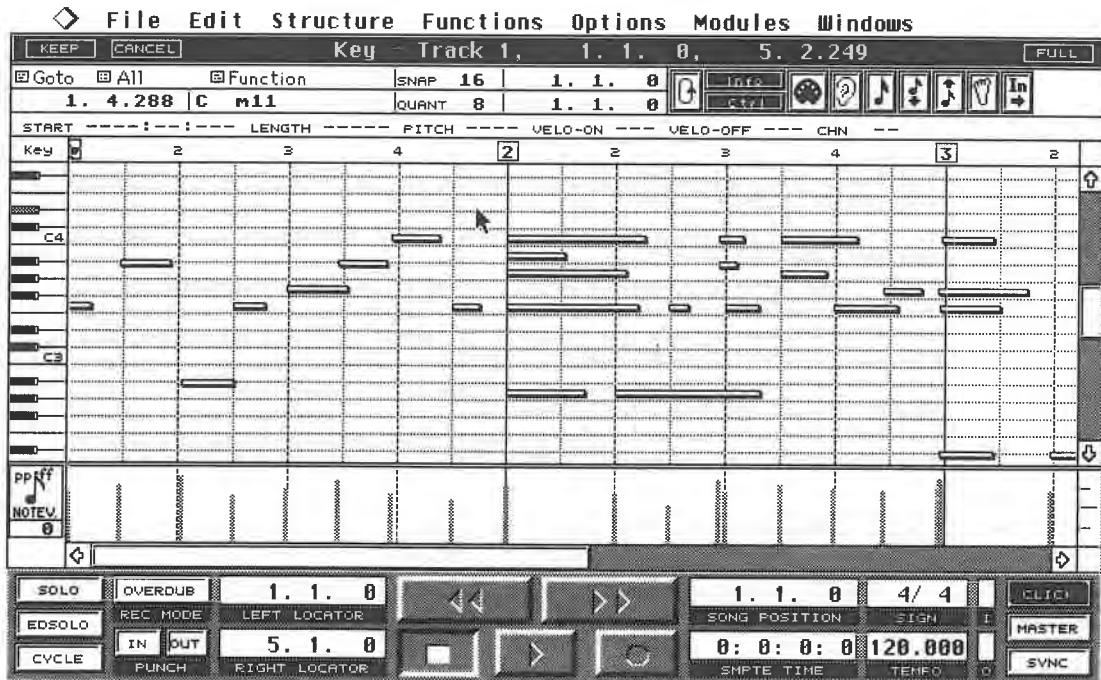 File Edit Structure Functions Options Modules Windows
KEEP CANCEL Key - Track 1, 1. 1. 0, 5. 2.249 FULL
Goto All Function SNAP 16 1. 1. 0 Info
1. 4.288 C m11 QUANT 8 1. 1. 0 In
START -----:--:---- LENGTH ----- PITCH ----- VELO-ON --- VELO-OFF --- CHN --
Key 2 3 4 2 2 3 4 3 2
C4
C3
PP ff
NOTEV.
0
SOLO OVERDUB 1. 1. 0 1. 1. 0 4/ 4 CLICK
REC MODE LEFT LOCATOR SONG POSITION SIGN I
EDSOLO MASTER
IN OUT 5. 1. 0 0: 0: 0: 0 120.000
CYCLE PUNCH RIGHT LOCATOR SMPTE TIME TEMPO O SYNC